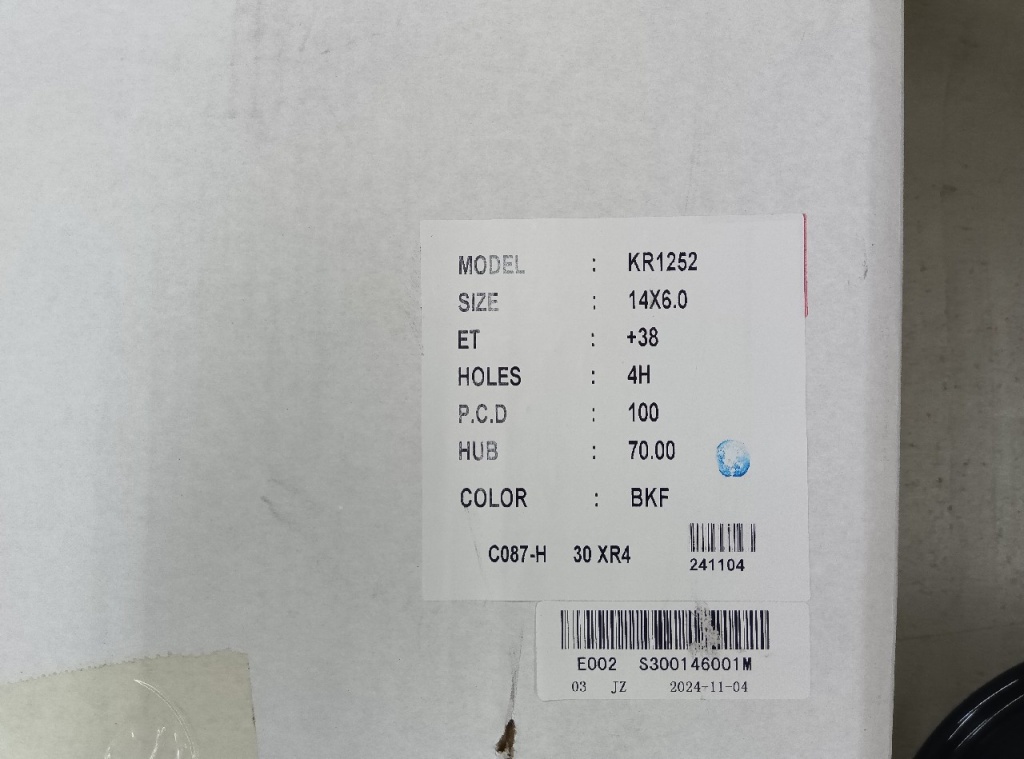 MODEL : KR1252
SIZE : 14X6.0
ET : +38
HOLES : 4H
P.C.D : 100
HUB : 70.00
COLOR : BKF
C087-H 30 XR4
241104
E002 S300146001M
03 JZ 2024-11-04